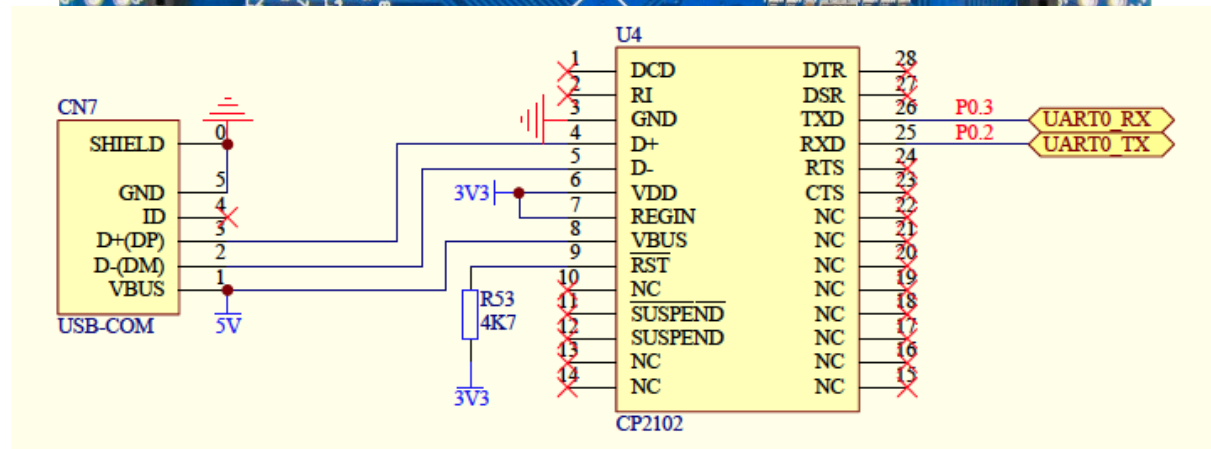 U4
CN7
USB-COM
SHIELD 0
GND 5
ID 4
D+(DP) 3
D-(DM) 2
VBUS 1
5V
3V3
R53
4K7
3V3
1 DCD
2 RI
3 GND
4 D+
5 D-
6 VDD
7 REGIN
8 VBUS
9 RST
10 NC
11 SUSPEND
12 SUSPEND
13 NC
14 NC
DTR 28
DSR 27
TXD 26 P0.3 UART0_RX
RXD 25 P0.2 UART0_TX
RTS 24
CTS 23
NC 22
NC 21
NC 20
NC 19
NC 18
NC 17
NC 16
NC 15
CP2102